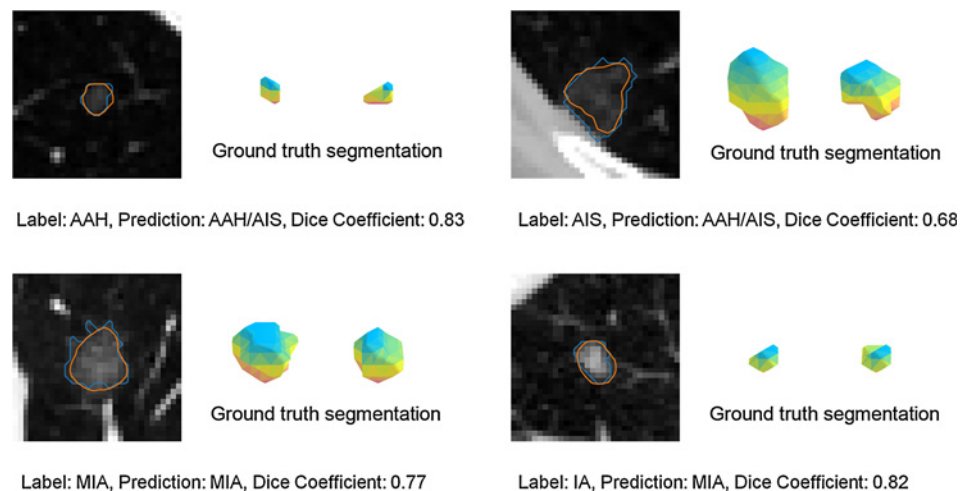 Ground truth segmentation
Label: AAH, Prediction: AAH/AIS, Dice Coefficient: 0.83
Ground truth segmentation
Label: AIS, Prediction: AAH/AIS, Dice Coefficient: 0.68
Ground truth segmentation
Label: MIA, Prediction: MIA, Dice Coefficient: 0.77
Ground truth segmentation
Label: IA, Prediction: MIA, Dice Coefficient: 0.82